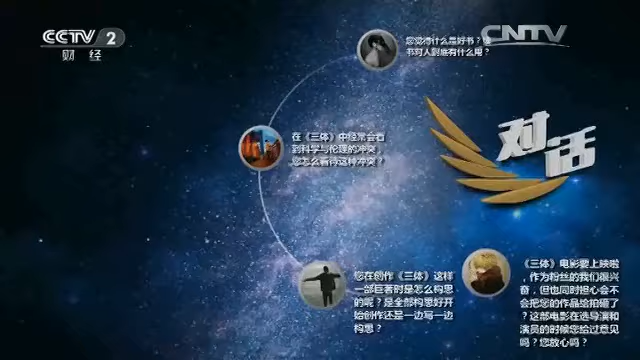 CCTV 2
财 经
CNTV
您觉得什么是好书？读
书对人到底有什么用？
对话
在《三体》中经常会看
到科学与伦理的冲突，
您怎么看待这种冲突？
您在创作《三体》这样
一部巨著时是怎么构思
的呢？是全部构思好开
始创作还是一边写一边
构思？
《三体》电影要上映啦
，作为粉丝的我们很兴
奋，但也同时担心会不
会把您的作品给拍砸了
？这部电影在选导演和
演员的时候您给过意见
吗？您放心吗？